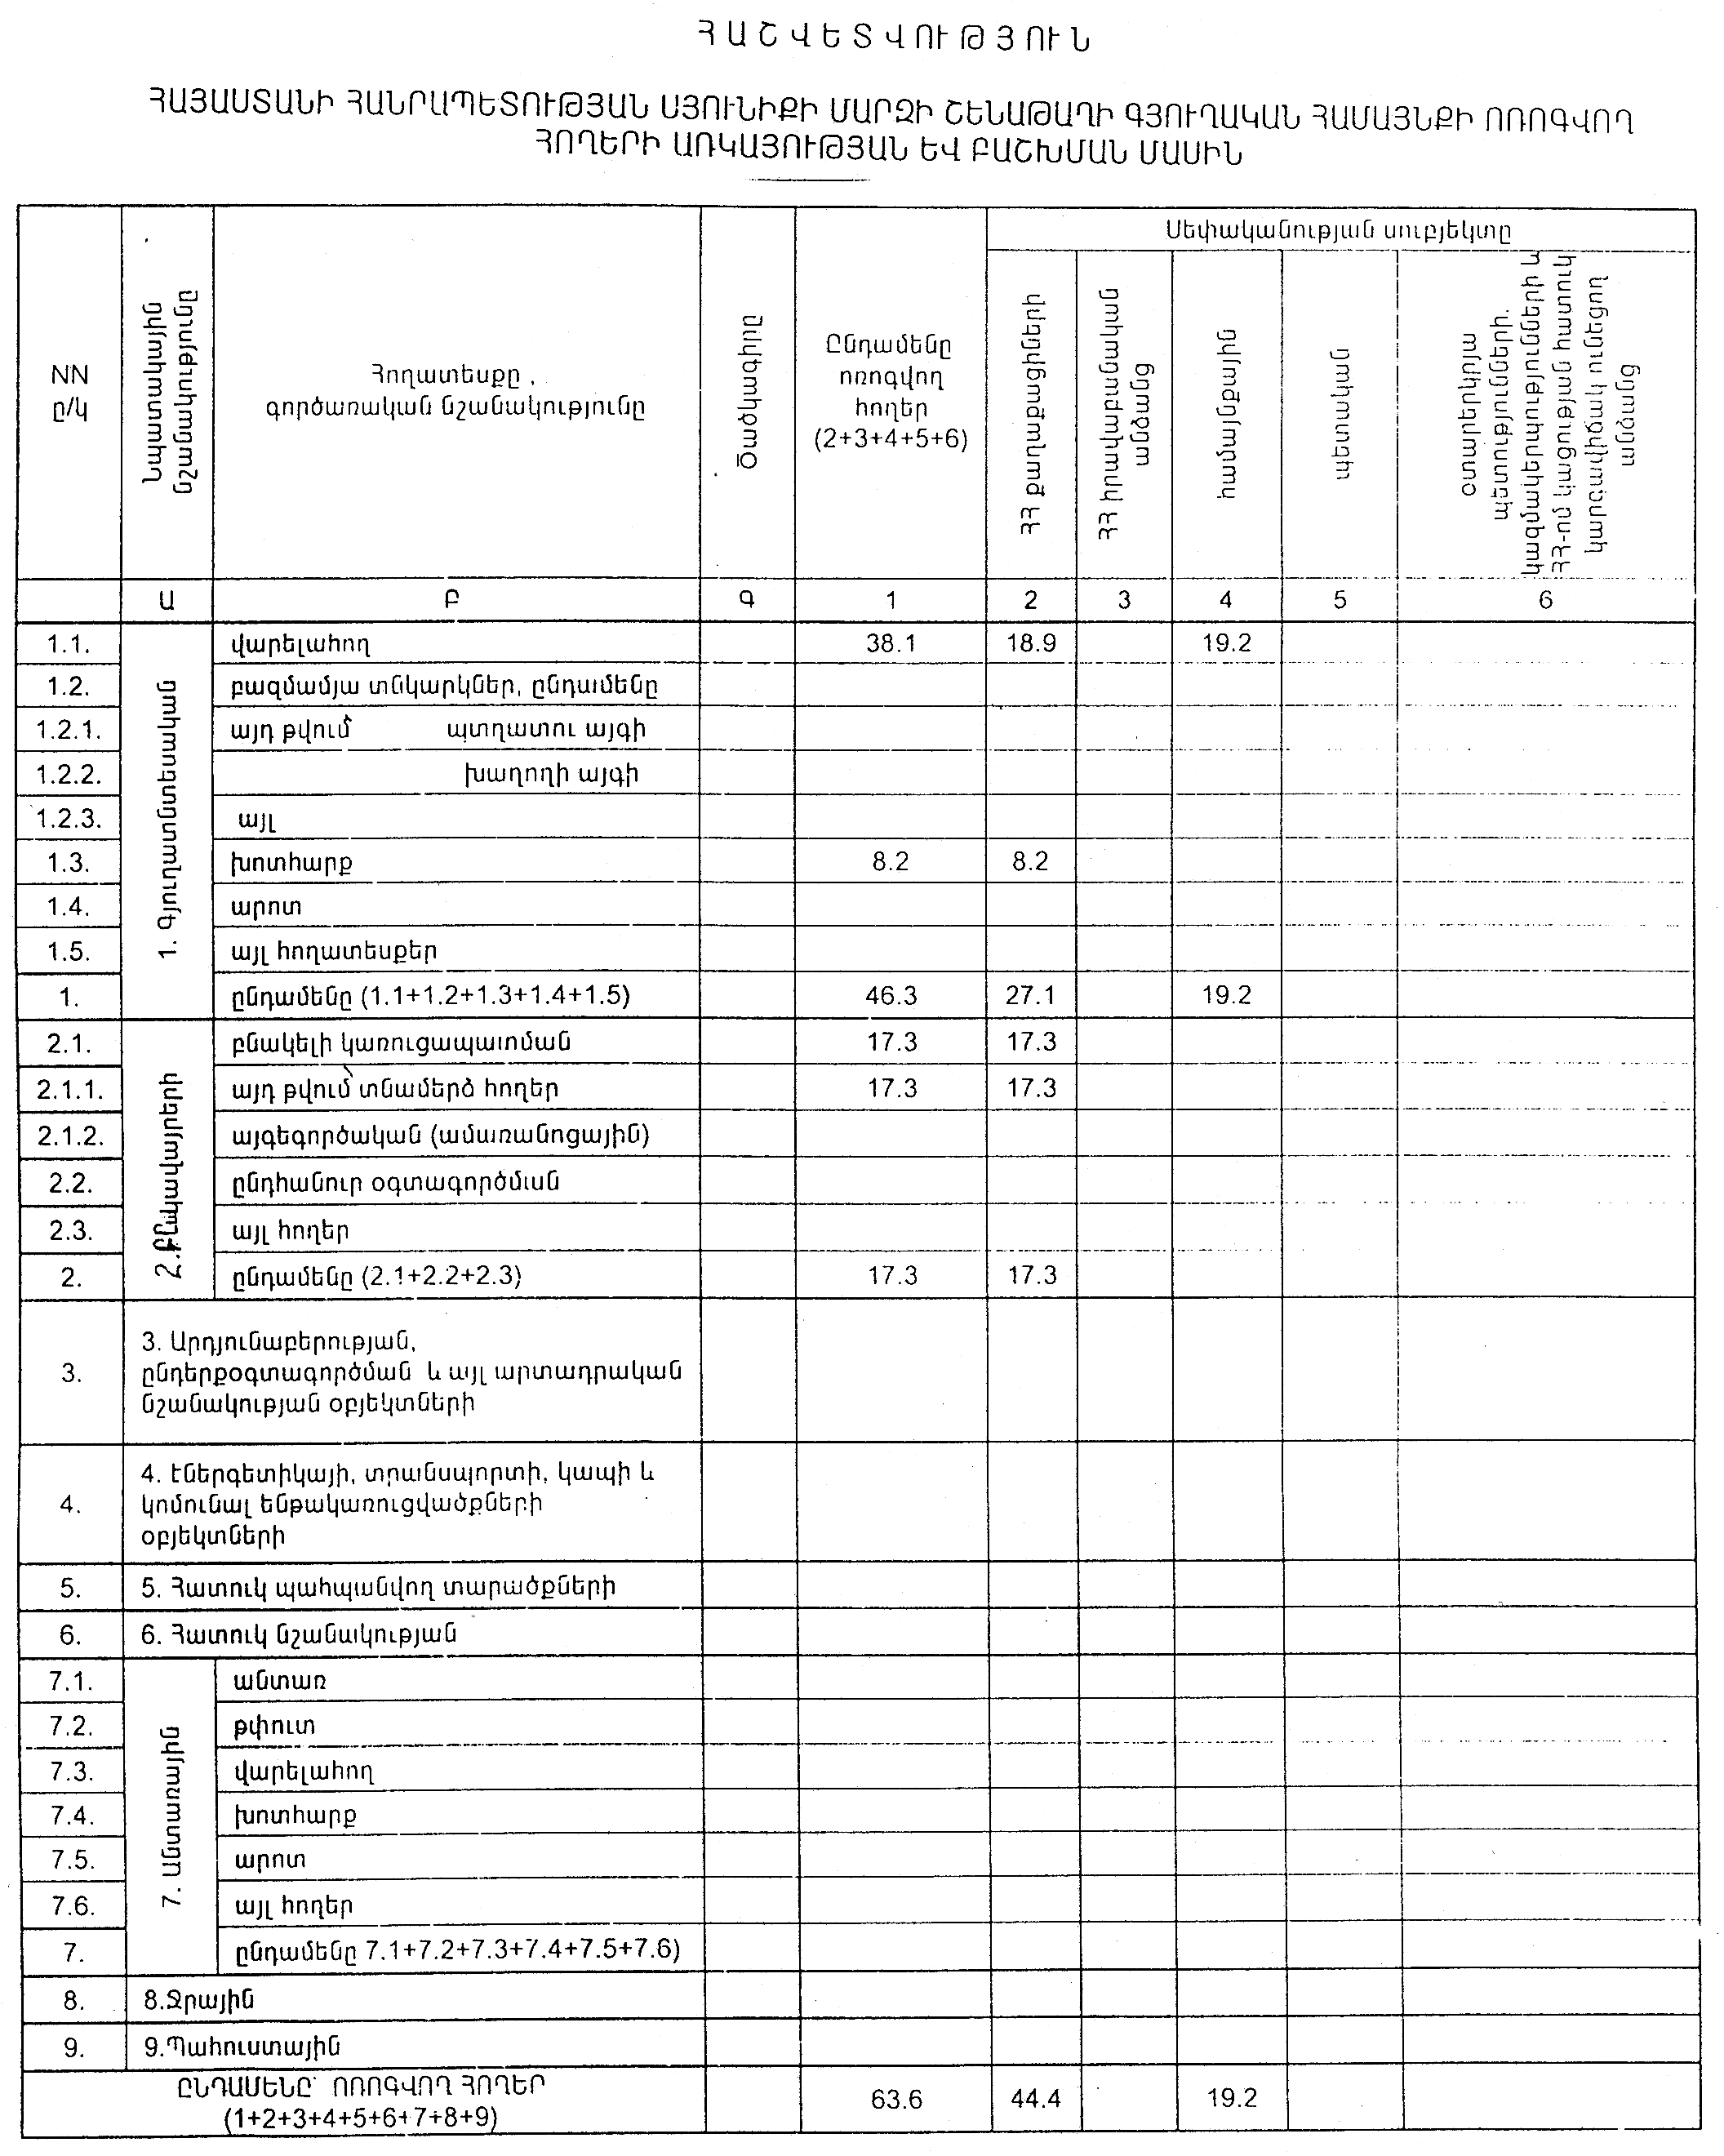 ՀԱՇՎԵՏՎՈՒԹՅՈՒՆ
ՀԱՅԱՍՏԱՆԻ ՀԱՆՐԱՊԵՏՈՒԹՅԱՆ ՍՅՈՒՆԻՔԻ ՄԱՐԶԻ ՇԵՆԱԹԱՂԻ ԳՅՈՒՂԱԿԱՆ ՀԱՄԱՅՆՔԻ ՈՌՈԳՎՈՂ
ՀՈՂԵՐԻ ԱՌԿԱՅՈՒԹՅԱՆ ԵՎ ԲԱՇԽՄԱՆ ՄԱՍԻՆ
NN
ը/կ
Նպատակային
նշանակությունը
Հողատեսքը,
գործառական նշանակությունը
Ծածկագիրը
Ընդամենը
ոռոգվող
հողեր
(2+3+4+5+6)
Սեփականության սուբյեկտը
ՀՀ քաղաքացիների
ՀՀ իրավաբանական
անձանց
համայնքային
պետական
օտարերկրյա
պետությունների.
կազմակերպությունների և
ՀՀ-ում կացության հատուկ
կարգավիճակ ունեցող
անձանց
Ա Բ Գ 1 2 3 4 5 6
1. Գյուղատնտեսական
1.1. վարելահող 38.1 18.9 19.2
1.2. բազմամյա տնկարկներ, ընդամենը
1.2.1. այդ թվում՝ պտղատու այգի
1.2.2. խաղողի այգի
1.2.3. այլ
1.3. խոտհարք 8.2 8.2
1.4. արոտ
1.5. այլ հողատեսքեր
1. ընդամենը (1.1+1.2+1.3+1.4+1.5) 46.3 27.1 19.2
2.Բնակավայրերի
2.1. բնակելի կառուցապատման 17.3 17.3
2.1.1. այդ թվում՝ տնամերձ հողեր 17.3 17.3
2.1.2. այգեգործական (ամառանոցային)
2.2. ընդհանուր օգտագործման
2.3. այլ հողեր
2. ընդամենը (2.1+2.2+2.3) 17.3 17.3
3. 3. Արդյունաբերության,
ընդերքօգտագործման և այլ արտադրական
նշանակության օբյեկտների
4. 4. Էներգետիկայի, տրանսպորտի, կապի և
կոմունալ ենթակառուցվածքների
օբյեկտների
5. 5. Հատուկ պահպանվող տարածքների
6. 6. Հատուկ նշանակության
7. Անտառային
7.1. անտառ
7.2. թփուտ
7.3. վարելահող
7.4. խոտհարք
7.5. արոտ
7.6. այլ հողեր
7. ընդամենը 7.1+7.2+7.3+7.4+7.5+7.6)
8. 8.Ջրային
9. 9.Պահուստային
ԸՆԴԱՄԵՆԸ՝ ՈՌՈԳՎՈՂ ՀՈՂԵՐ
(1+2+3+4+5+6+7+8+9) 63.6 44.4 19.2